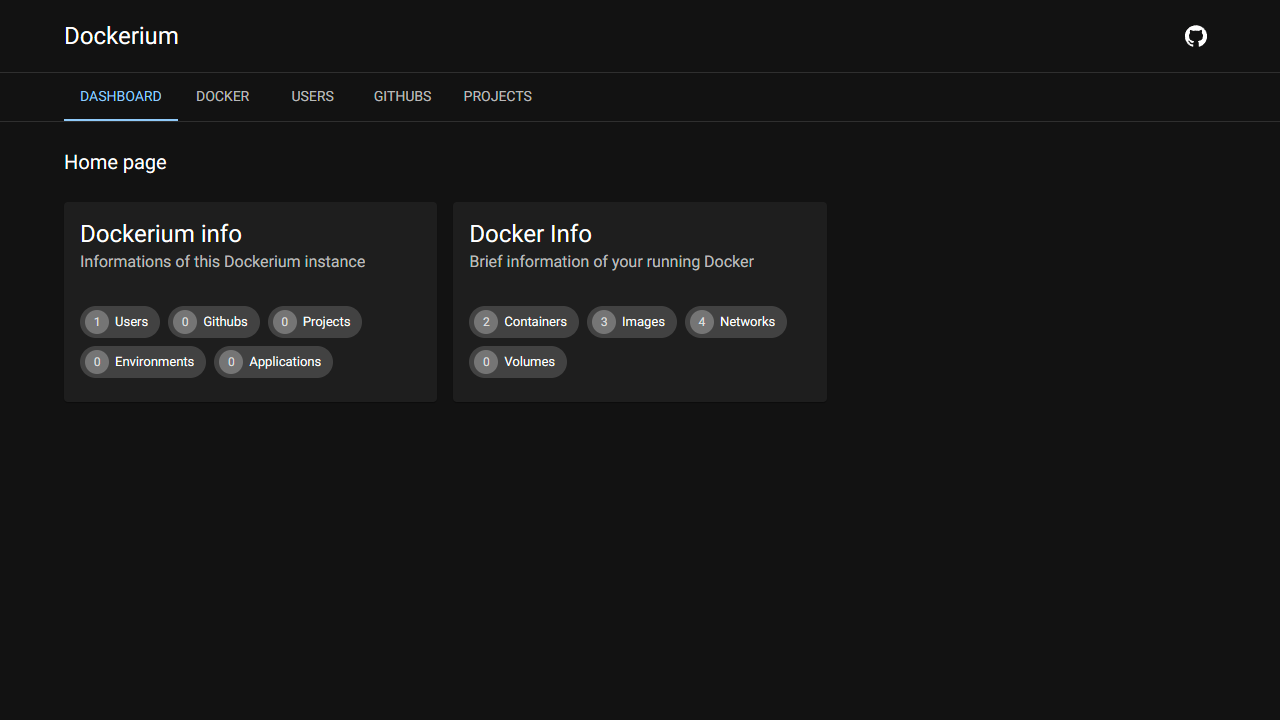 Dockerium
DASHBOARD DOCKER USERS GITHUBS PROJECTS
Home page
Dockerium info
Informations of this Dockerium instance
1 Users 0 Githubs 0 Projects
0 Environments 0 Applications
Docker Info
Brief information of your running Docker
2 Containers 3 Images 4 Networks
0 Volumes